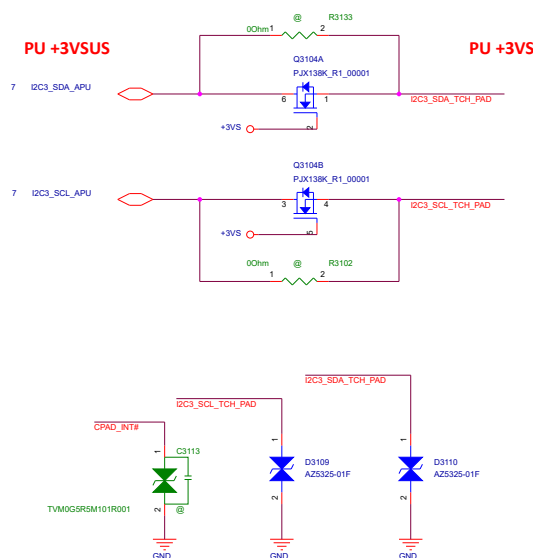 0Ohm 1 @ 2 R3133
PU +3VSUS
PU +3VS
Q3104A
PJX138K_R1_00001
7 I2C3_SDA_APU
6 1
I2C3_SDA_TCH_PAD
+3VS
2
Q3104B
PJX138K_R1_00001
7 I2C3_SCL_APU
3 4
I2C3_SCL_TCH_PAD
+3VS
5
0Ohm @ R3102
1 2
I2C3_SDA_TCH_PAD
I2C3_SCL_TCH_PAD
CPAD_INT#
1 C3113
1 D3109
AZ5325-01F
1 D3110
AZ5325-01F
2
2
2
TVM0G5R5M101R001 @
GND GND GND